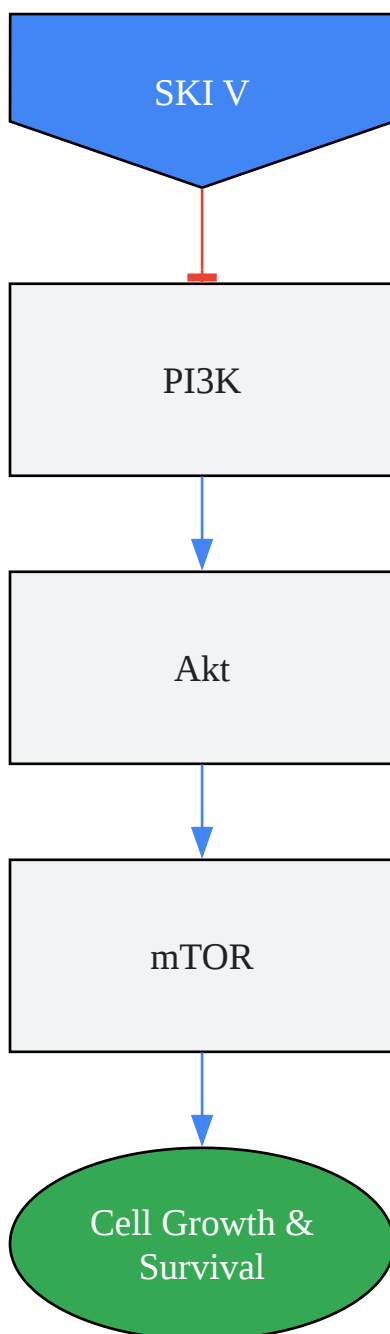 SKI V
PI3K
Akt
mTOR
Cell Growth &
Survival